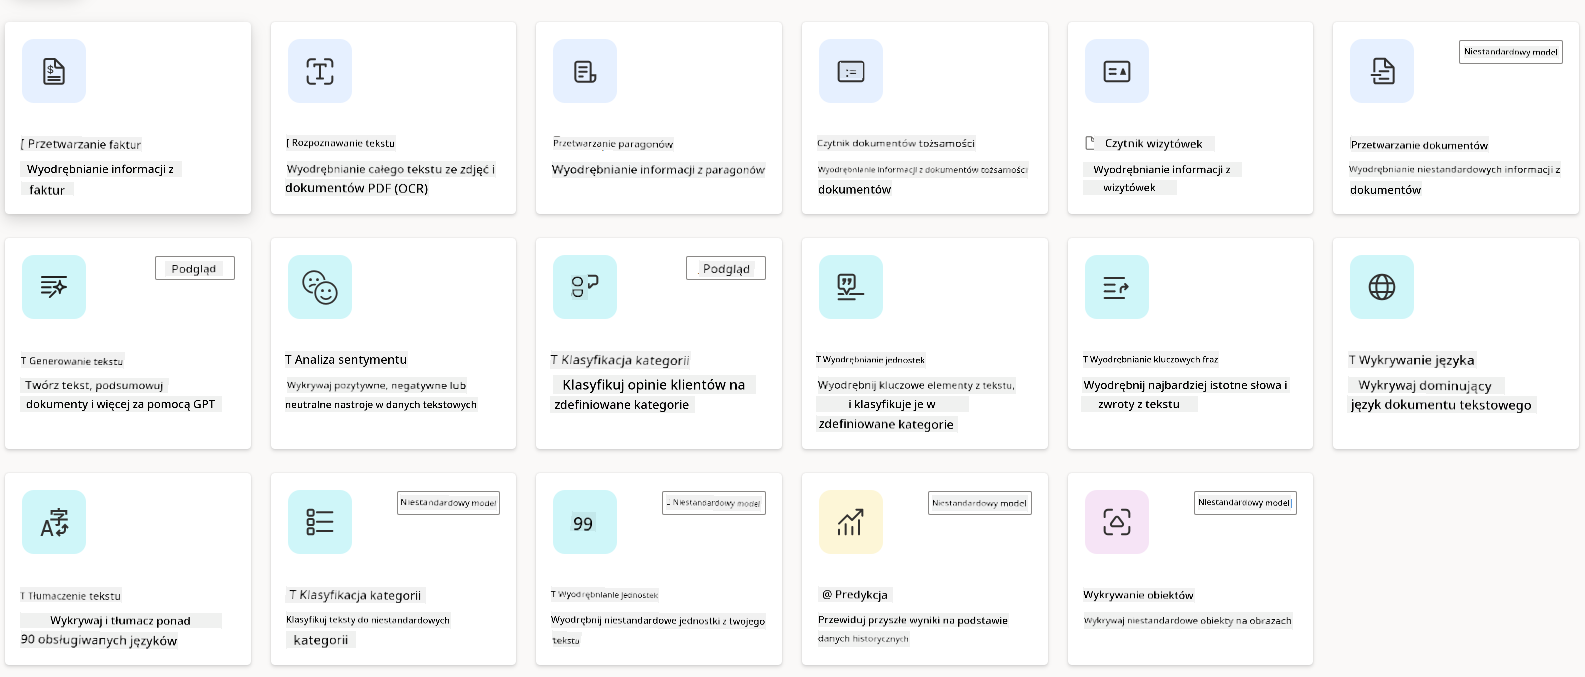 [ Przetwarzanie faktur
Wyodrębnianie informacji z
faktur
[ Rozpoznawanie tekstu
Wyodrębnianie całego tekstu ze zdjęć i
dokumentów PDF (OCR)
Przetwarzanie paragonów
Wyodrębnianie informacji z paragonów
Czytnik dokumentów tożsamości
Wyodrębnianie informacji z dokumentów tożsamości
dokumentów
Czytnik wizytówek
Wyodrębnianie informacji z
wizytówek
Niestandardowy model
Przetwarzanie dokumentów
Wyodrębnianie niestandardowych informacji z
dokumentów
Podgląd
T Generowanie tekstu
Twórz tekst, podsumowuj
dokumenty i więcej za pomocą GPT
T Analiza sentymentu
Wykrywaj pozytywne, negatywne lub
neutralne nastroje w danych tekstowych
Podgląd
T Klasyfikacja kategorii
Klasyfikuj opinie klientów na
zdefiniowane kategorie
T Wyodrębnianie jednostek
Wyodrębnij kluczowe elementy z tekstu,
i klasyfikuje je w
zdefiniowane kategorie
T Wyodrębnianie kluczowych fraz
Wyodrębnij najbardziej istotne słowa i
zwroty z tekstu
T Wykrywanie języka
Wykrywaj dominujący
język dokumentu tekstowego
T Tłumaczenie tekstu
Wykrywaj i tłumacz ponad
90 obsługiwanych języków
Niestandardowy model
T Klasyfikacja kategorii
Klasyfikuj teksty do niestandardowych
kategorii
99
Niestandardowy model
T Wyodrębnianie jednostek
Wyodrębnij niestandardowe jednostki z twojego
tekstu
Niestandardowy model
@ Predykcja
Przewiduj przyszłe wyniki na podstawie
danych historycznych
Niestandardowy model
Wykrywanie obiektów
Wykrywaj niestandardowe obiekty na obrazach